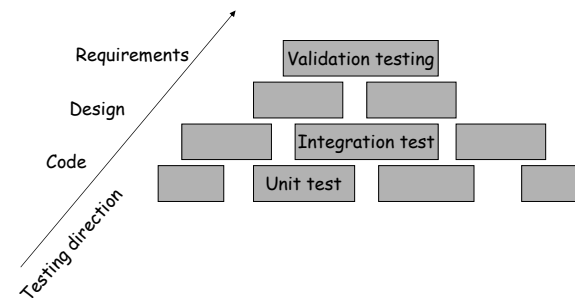 Requirements
Validation testing
Design
Integration test
Code
Unit test
Testing direction